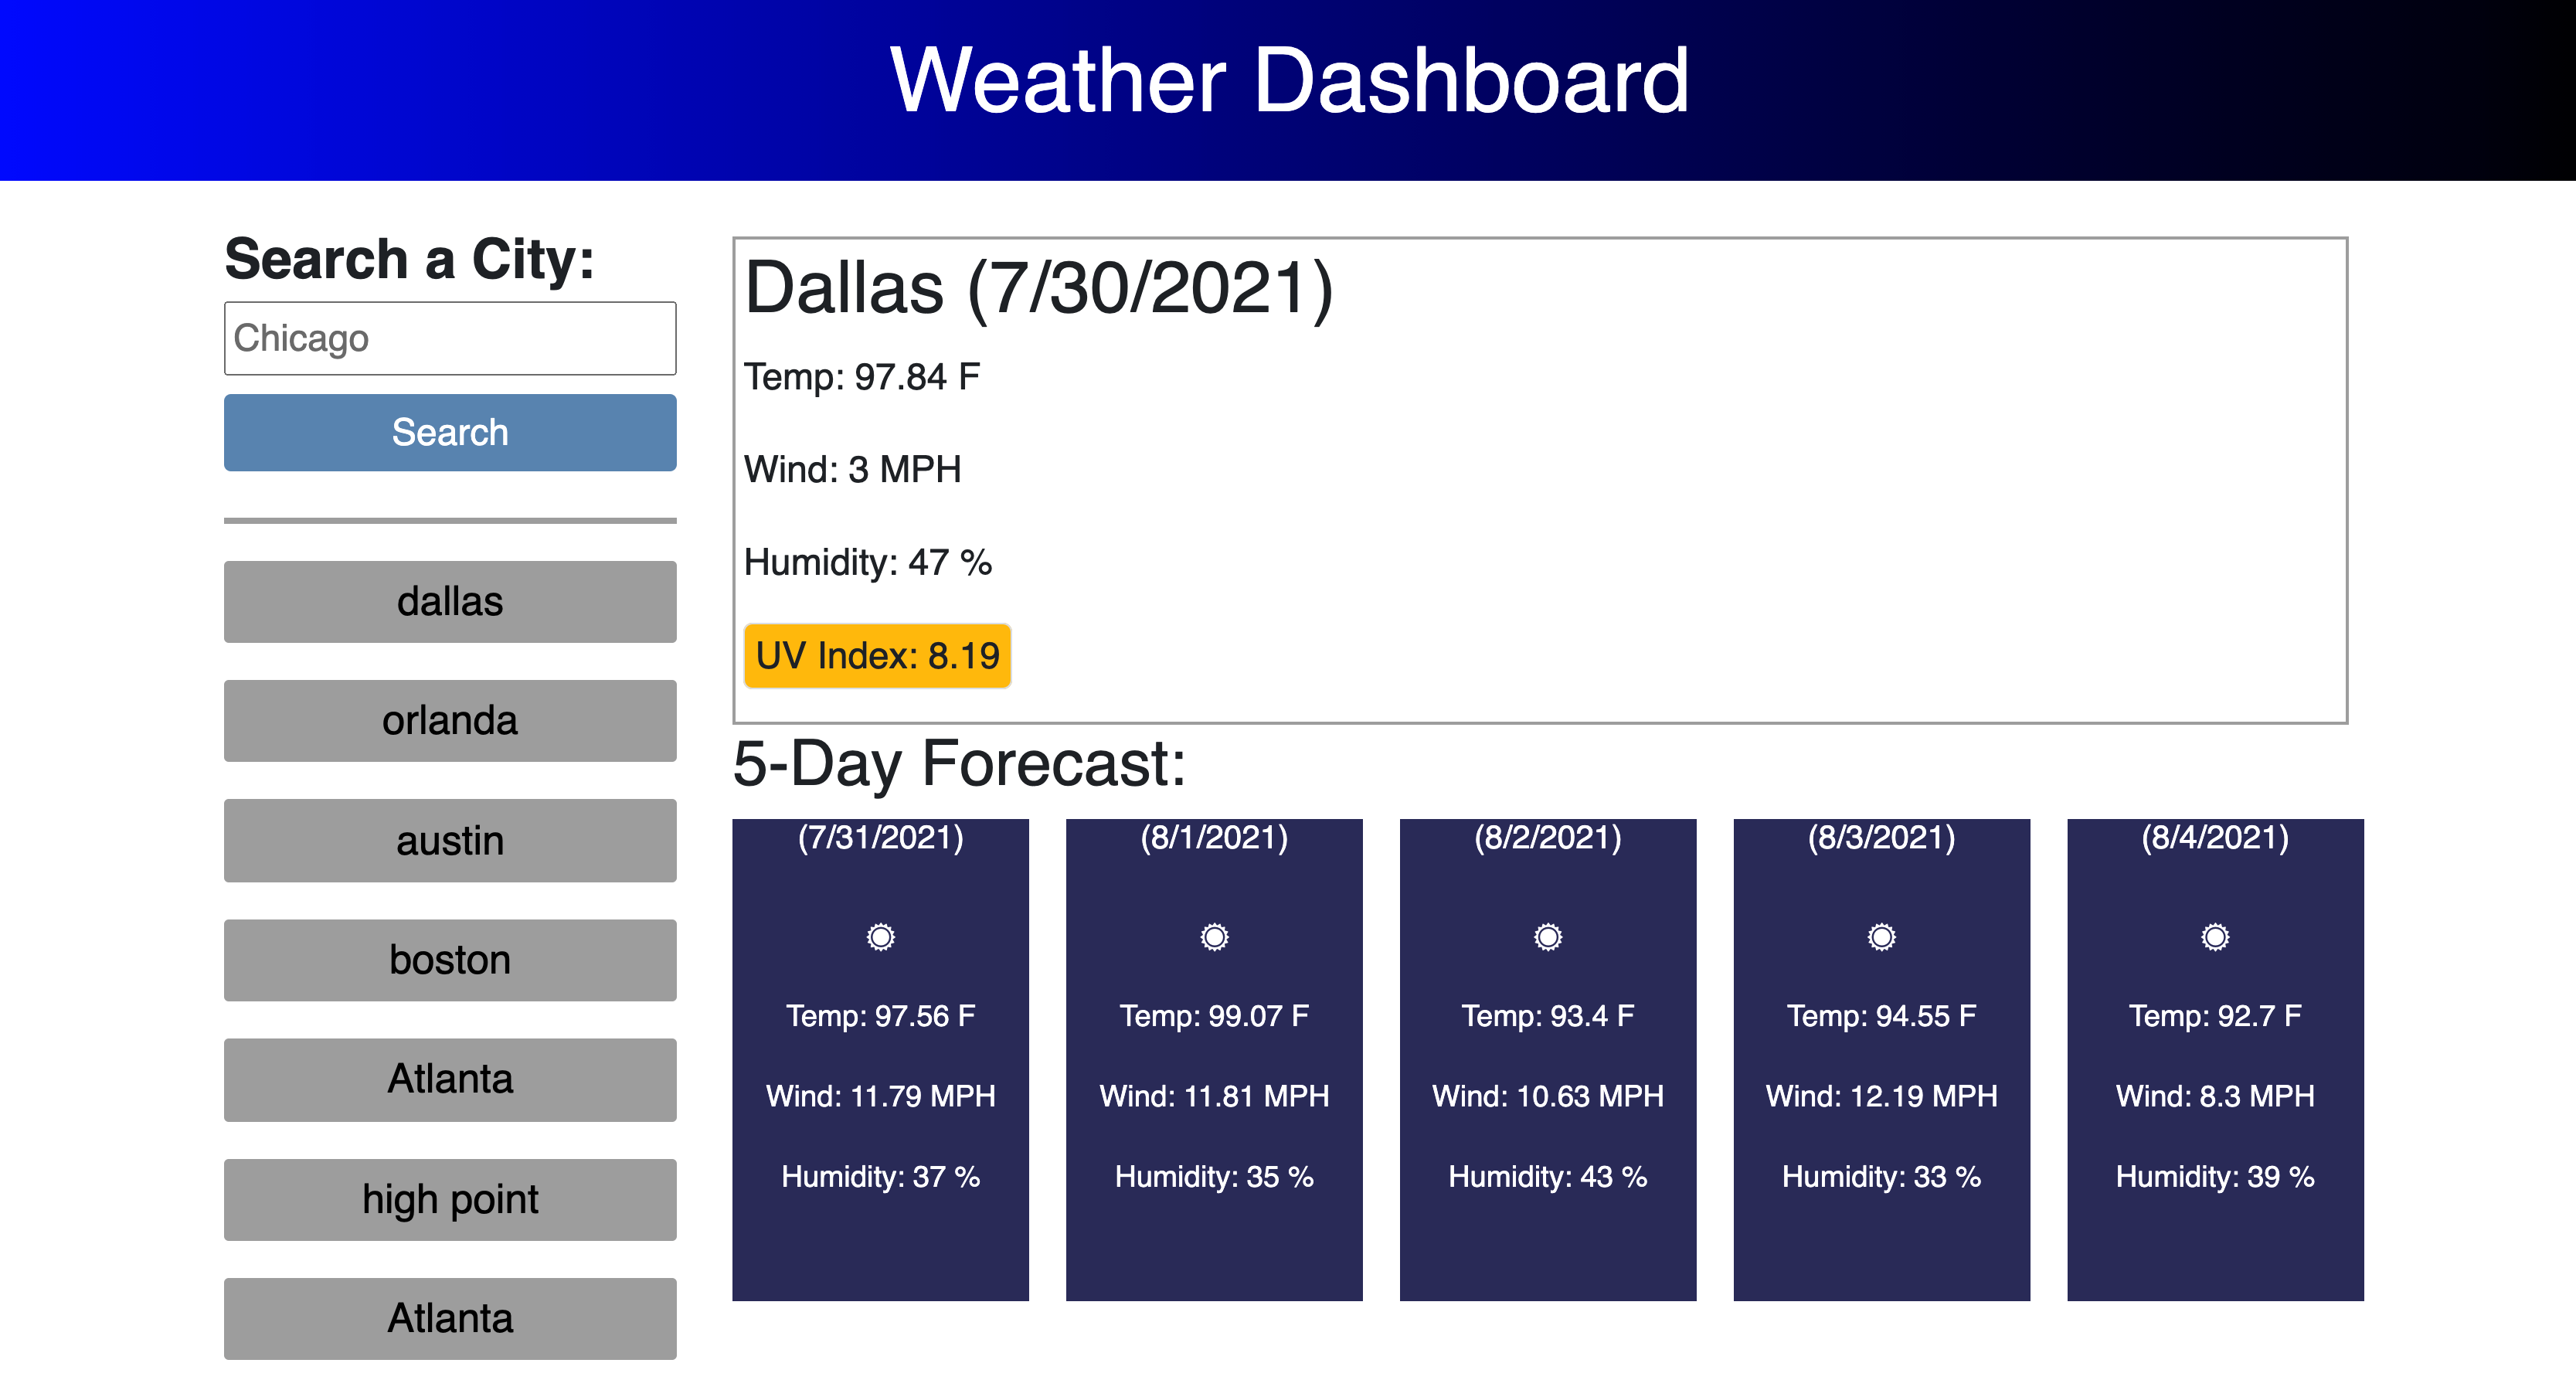 Weather Dashboard
Search a City:
Chicago
Search
dallas
orlanda
austin
boston
Atlanta
high point
Atlanta
Dallas (7/30/2021)
Temp: 97.84 F
Wind: 3 MPH
Humidity: 47 %
UV Index: 8.19
5-Day Forecast:
(7/31/2021)
Temp: 97.56 F
Wind: 11.79 MPH
Humidity: 37 %
(8/1/2021)
Temp: 99.07 F
Wind: 11.81 MPH
Humidity: 35 %
(8/2/2021)
Temp: 93.4 F
Wind: 10.63 MPH
Humidity: 43 %
(8/3/2021)
Temp: 94.55 F
Wind: 12.19 MPH
Humidity: 33 %
(8/4/2021)
Temp: 92.7 F
Wind: 8.3 MPH
Humidity: 39 %